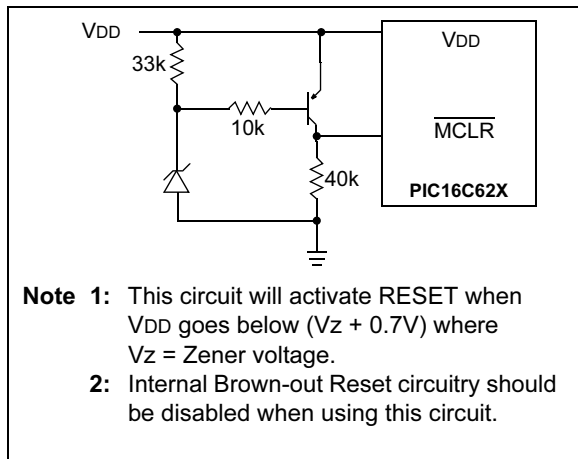 VDD
VDD
33k
10k
MCLR
40k
PIC16C62X
Note 1: This circuit will activate RESET when
VDD goes below (Vz + 0.7V) where
Vz = Zener voltage.
2: Internal Brown-out Reset circuitry should
be disabled when using this circuit.